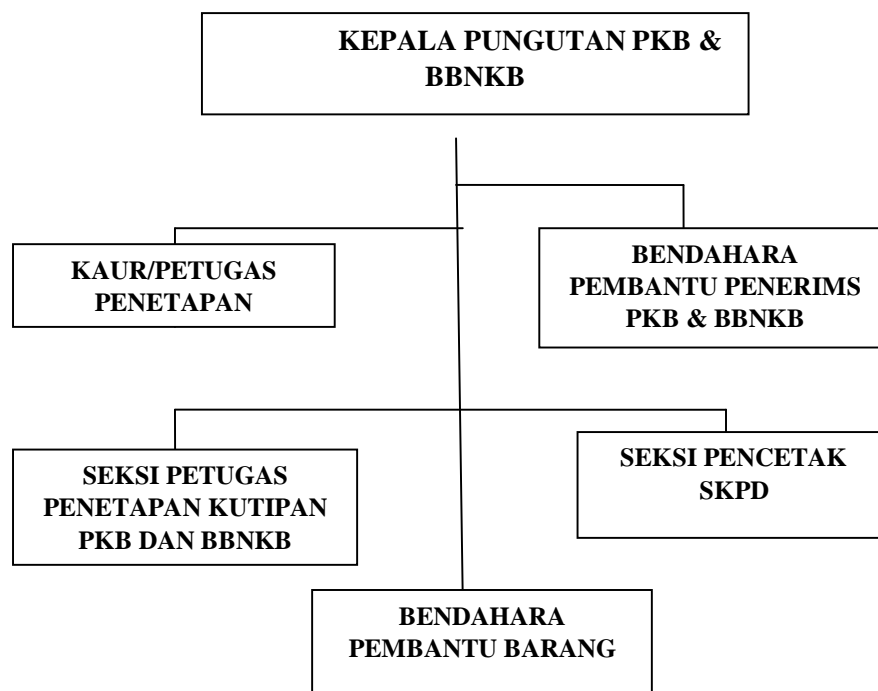 KEPALA PUNGUTAN PKB &
BBNKB
KAUR/PETUGAS
PENETAPAN
BENDAHARA
PEMBANTU PENERIMS
PKB & BBNKB
SEKSI PETUGAS
PENETAPAN KUTIPAN
PKB DAN BBNKB
SEKSI PENCETAK
SKPD
BENDAHARA
PEMBANTU BARANG